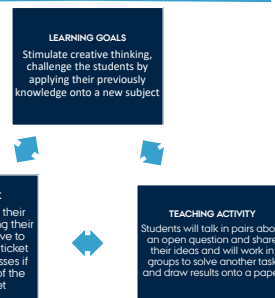 LEARNING GOALS
Stimulate creative thinking,
challenge the students by
applying their previously
knowledge onto a new subject
their
ng their
ve to
ticket
sses if
of the
et
TEACHING ACTIVITY
Students will talk in pairs abou
an open question and share
their ideas and will work in
groups to solve another task
and draw results onto a pape